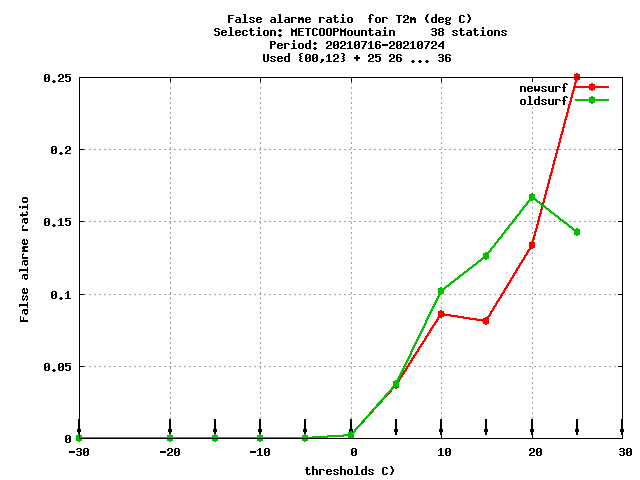 False alarme ratio  for T2m (deg C)
Selection: METCOOPMountain     38 stations
Period: 20210716-20210724
Used {00,12} + 25 26 ... 36
newsurf
oldsurf
False alarme ratio
0.25
0.2
0.15
0.1
0.05
0
-30 -20 -10 0 10 20 30
thresholds C)